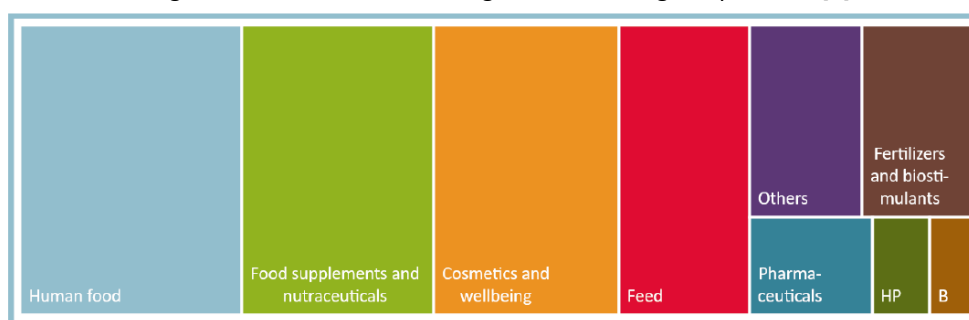 Human food
Food supplements and
nutraceuticals
Cosmetics and
wellbeing
Feed
Others
Fertilizers
and biosti-
mulants
Pharma-
ceuticals
HP
B